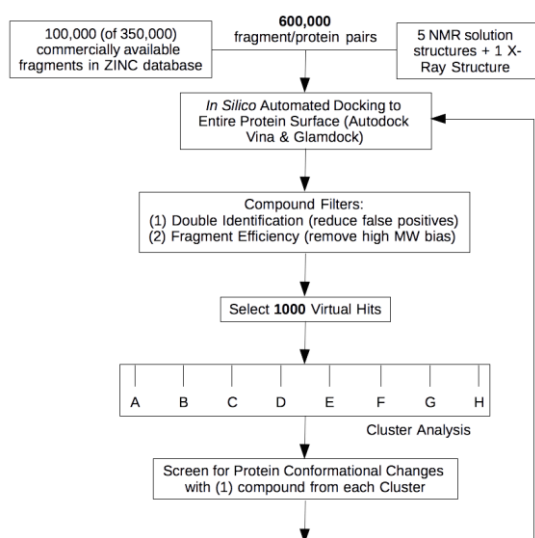 100,000 (of 350,000)
commercially available
fragments in ZINC database
600,000
fragment/protein pairs
5 NMR solution
structures + 1 X-
Ray Structure
In Silico Automated Docking to
Entire Protein Surface (Autodock
Vina & Glamdock)
Compound Filters:
(1) Double Identification (reduce false positives)
(2) Fragment Efficiency (remove high MW bias)
Select 1000 Virtual Hits
A B C D E F G H
Cluster Analysis
Screen for Protein Conformational Changes
with (1) compound from each Cluster